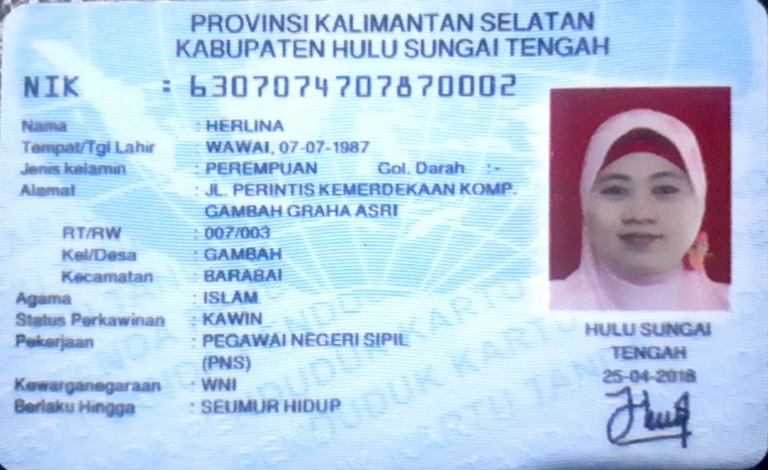 PROVINSI KALIMANTAN SELATAN
KABUPATEN HULU SUNGAI TENGAH
NIK : 6307074707870002
Nama : HERLINA
Tempat/Tgl Lahir : WAWAI, 07-07-1987
Jenis kelamin : PEREMPUAN Gol. Darah : -
Alamat : JL. PERINTIS KEMERDEKAAN KOMP.
GAMBAH GRAHA ASRI
RT/RW : 007/003
Kel/Desa : GAMBAH
Kecamatan : BARABAI
Agama : ISLAM
Status Perkawinan : KAWIN
Pekerjaan : PEGAWAI NEGERI SIPIL
(PNS)
Kewarganegaraan : WNI
Berlaku Hingga : SEUMUR HIDUP
HULU SUNGAI
TENGAH
25-04-2018